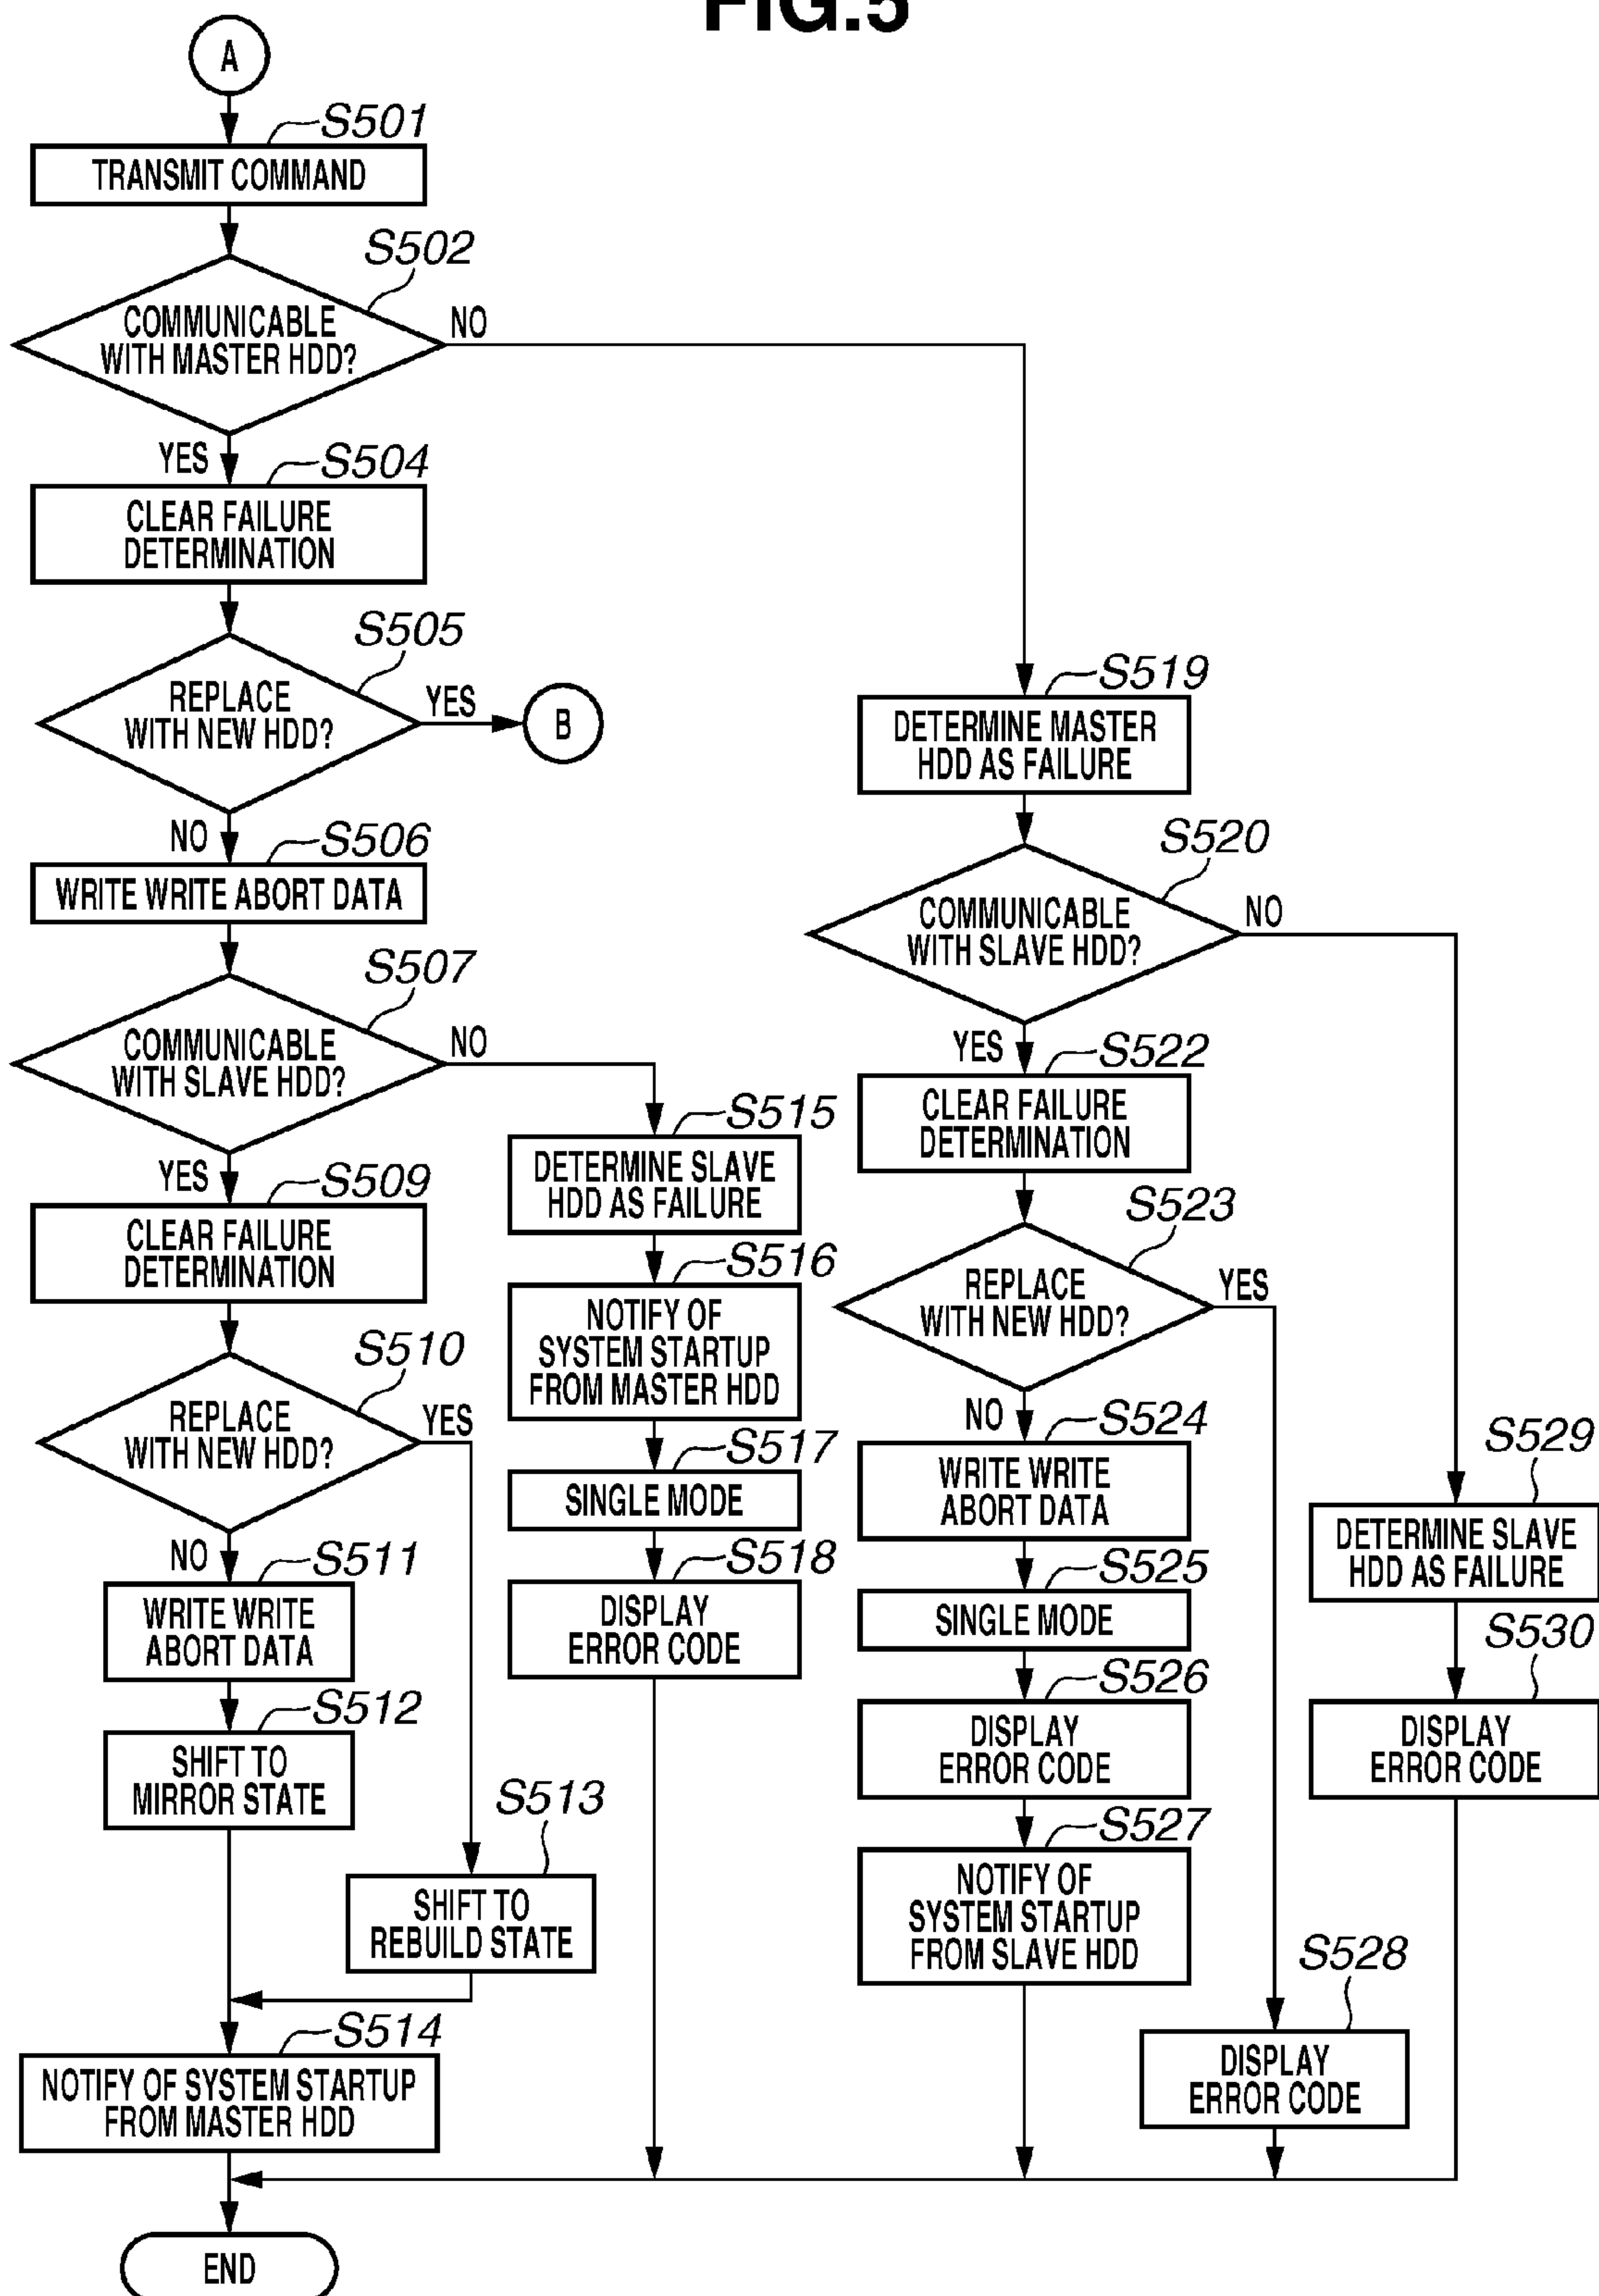 FIG.5
A
S501
TRANSMIT COMMAND
S502
COMMUNICABLE
WITH MASTER HDD?
NO
YES
S504
CLEAR FAILURE
DETERMINATION
S505
REPLACE
WITH NEW HDD?
YES
B
NO
S506
WRITE WRITE ABORT DATA
S507
COMMUNICABLE
WITH SLAVE HDD?
NO
YES
S509
CLEAR FAILURE
DETERMINATION
S510
REPLACE
WITH NEW HDD?
YES
NO
S511
WRITE WRITE
ABORT DATA
S512
SHIFT TO
MIRROR STATE
S513
SHIFT TO
REBUILD STATE
S514
NOTIFY OF SYSTEM STARTUP
FROM MASTER HDD
END
S515
DETERMINE SLAVE
HDD AS FAILURE
S516
NOTIFY OF
SYSTEM STARTUP
FROM MASTER HDD
S517
SINGLE MODE
S518
DISPLAY
ERROR CODE
S519
DETERMINE MASTER
HDD AS FAILURE
S520
COMMUNICABLE
WITH SLAVE HDD?
NO
YES
S522
CLEAR FAILURE
DETERMINATION
S523
REPLACE
WITH NEW HDD?
YES
NO
S524
WRITE WRITE
ABORT DATA
S525
SINGLE MODE
S526
DISPLAY
ERROR CODE
S527
NOTIFY OF
SYSTEM STARTUP
FROM SLAVE HDD
S528
DISPLAY
ERROR CODE
S529
DETERMINE SLAVE
HDD AS FAILURE
S530
DISPLAY
ERROR CODE